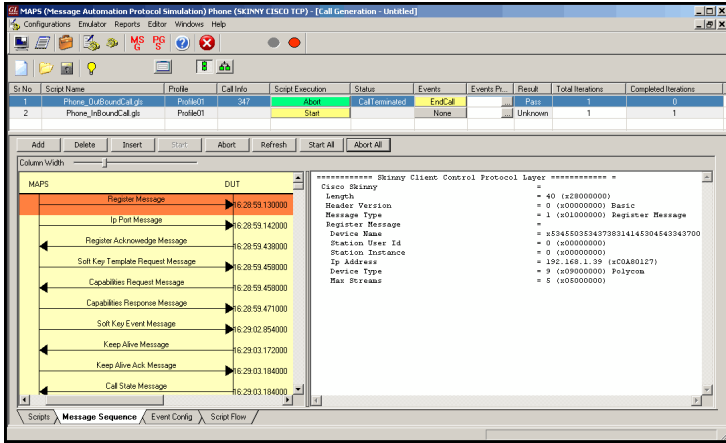 MAPS (Message Automation Protocol Simulation) Phone (SKINNY CISCO TCP) - [Call Generation - Untitled]
Configurations Emulator Reports Editor Windows Help
MSG PGS
Sr No Script Name Profile Call Info Script Execution Status Events Events Pr... Result Total Iterations Completed Iterations
1 Phone_OutBoundCall.gls Profile01 347 Abort CallTerminated EndCall ... Pass 1 0
2 Phone_InBoundCall.gls Profile01 Start None ... Unknown 1 1
Add Delete Insert Start Abort Refresh Start All Abort All
Column Width
MAPS DUT
Register Message
16:28:59.130000
Ip Port Message
16:28:59.142000
Register Acknowedge Message
16:28:59.438000
Soft Key Template Request Message
16:28:59.458000
Capabilities Request Message
16:28:59.458000
Capabilities Response Message
16:28:59.471000
Soft Key Event Message
16:29:02.854000
Keep Alive Message
16:29:03.172000
Keep Alive Ack Message
16:29:03.184000
Call State Message
16:29:03.184000
============ Skinny Client Control Protocol Layer ============ =
Cisco Skinny =
Length = 40 (x28000000)
Header Version = 0 (x00000000) Basic
Message Type = 1 (x01000000) Register Message
Register Message =
Device Name = x53455035343738314145304543343700
Station User Id = 0 (x00000000)
Station Instance = 0 (x00000000)
Ip Address = 192.168.1.39 (xC0A80127)
Device Type = 9 (x09000000) Polycom
Max Streams = 5 (x05000000)
Scripts Message Sequence Event Config Script Flow